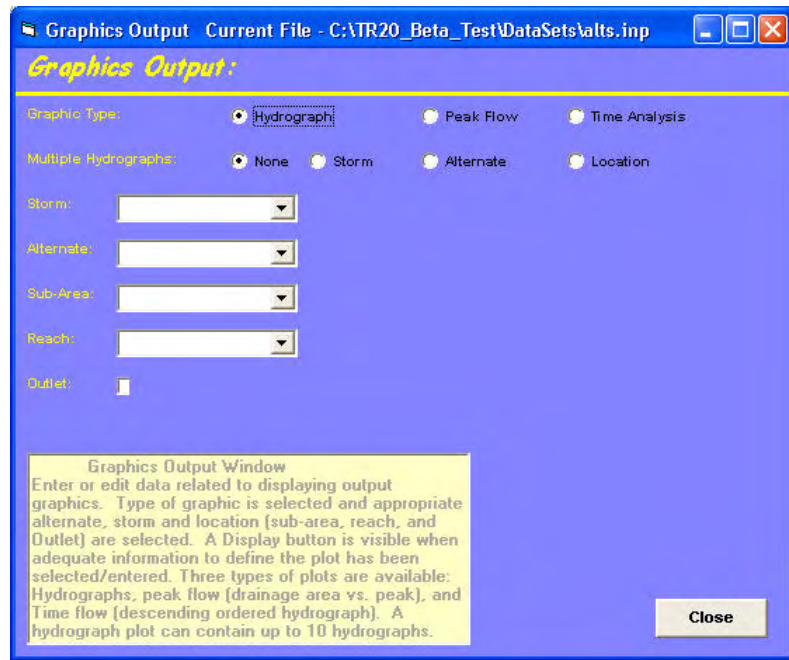 Graphics Output Current File - C:\TR20_Beta_Test\DataSets\alts.inp
Graphics Output:
Graphic Type: Hydrograph Peak Flow Time Analysis
Multiple Hydrographs: None Storm Alternate Location
Storm:
Alternate:
Sub-Area:
Reach:
Outlet:
Graphics Output Window
Enter or edit data related to displaying output
graphics. Type of graphic is selected and appropriate
alternate, storm and location (sub-area, reach, and
Outlet) are selected. A Display button is visible when
adequate information to define the plot has been
selected/entered. Three types of plots are available:
Hydrographs, peak flow (drainage area vs. peak), and
Time flow (descending ordered hydrograph). A
hydrograph plot can contain up to 10 hydrographs.
Close